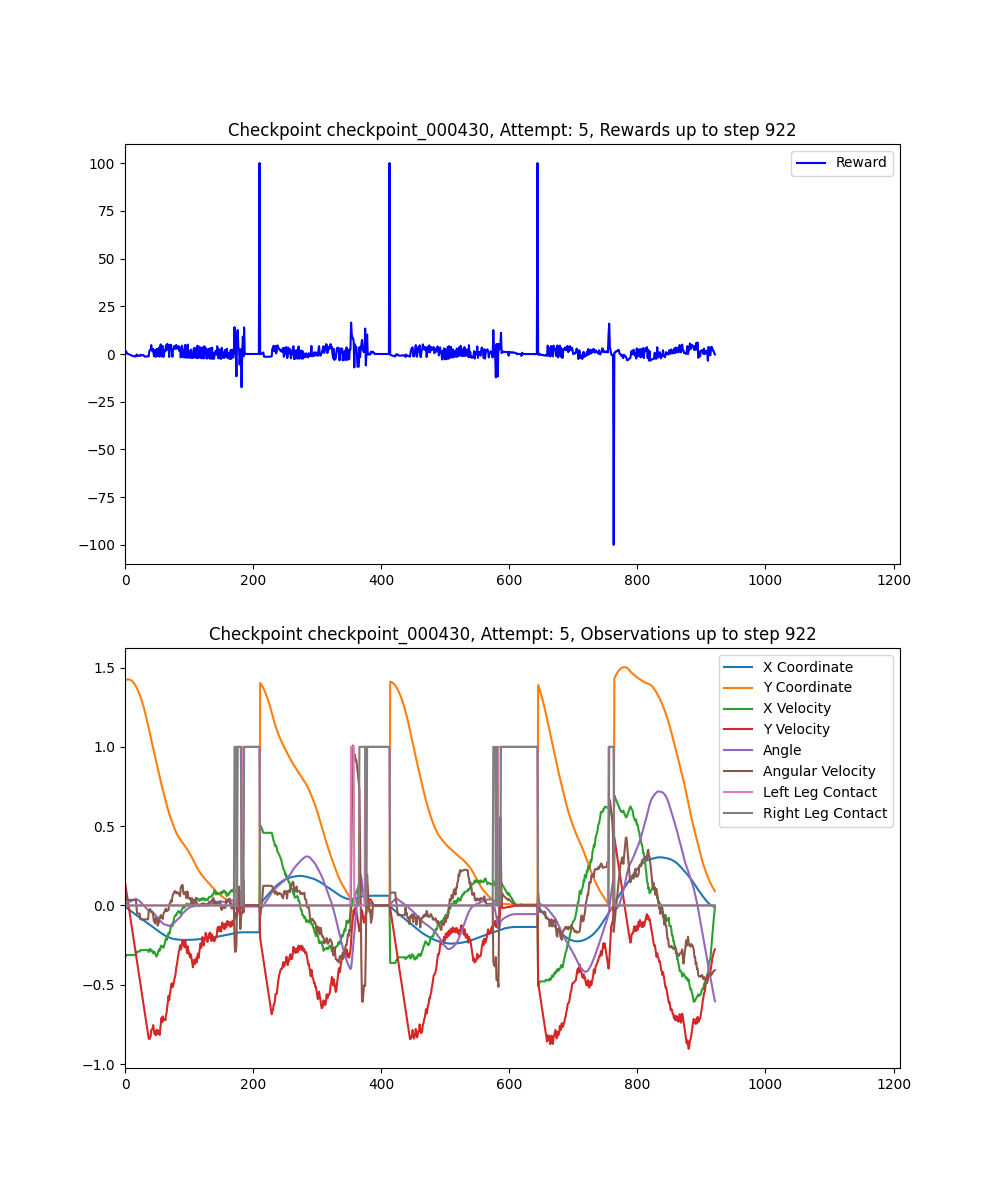 Checkpoint checkpoint_000430, Attempt: 5, Rewards up to step 922
100
75
50
25
0
−25
−50
−75
−100
0 200 400 600 800 1000 1200
Reward
Checkpoint checkpoint_000430, Attempt: 5, Observations up to step 922
1.5
1.0
0.5
0.0
−0.5
−1.0
0 200 400 600 800 1000 1200
X Coordinate
Y Coordinate
X Velocity
Y Velocity
Angle
Angular Velocity
Left Leg Contact
Right Leg Contact